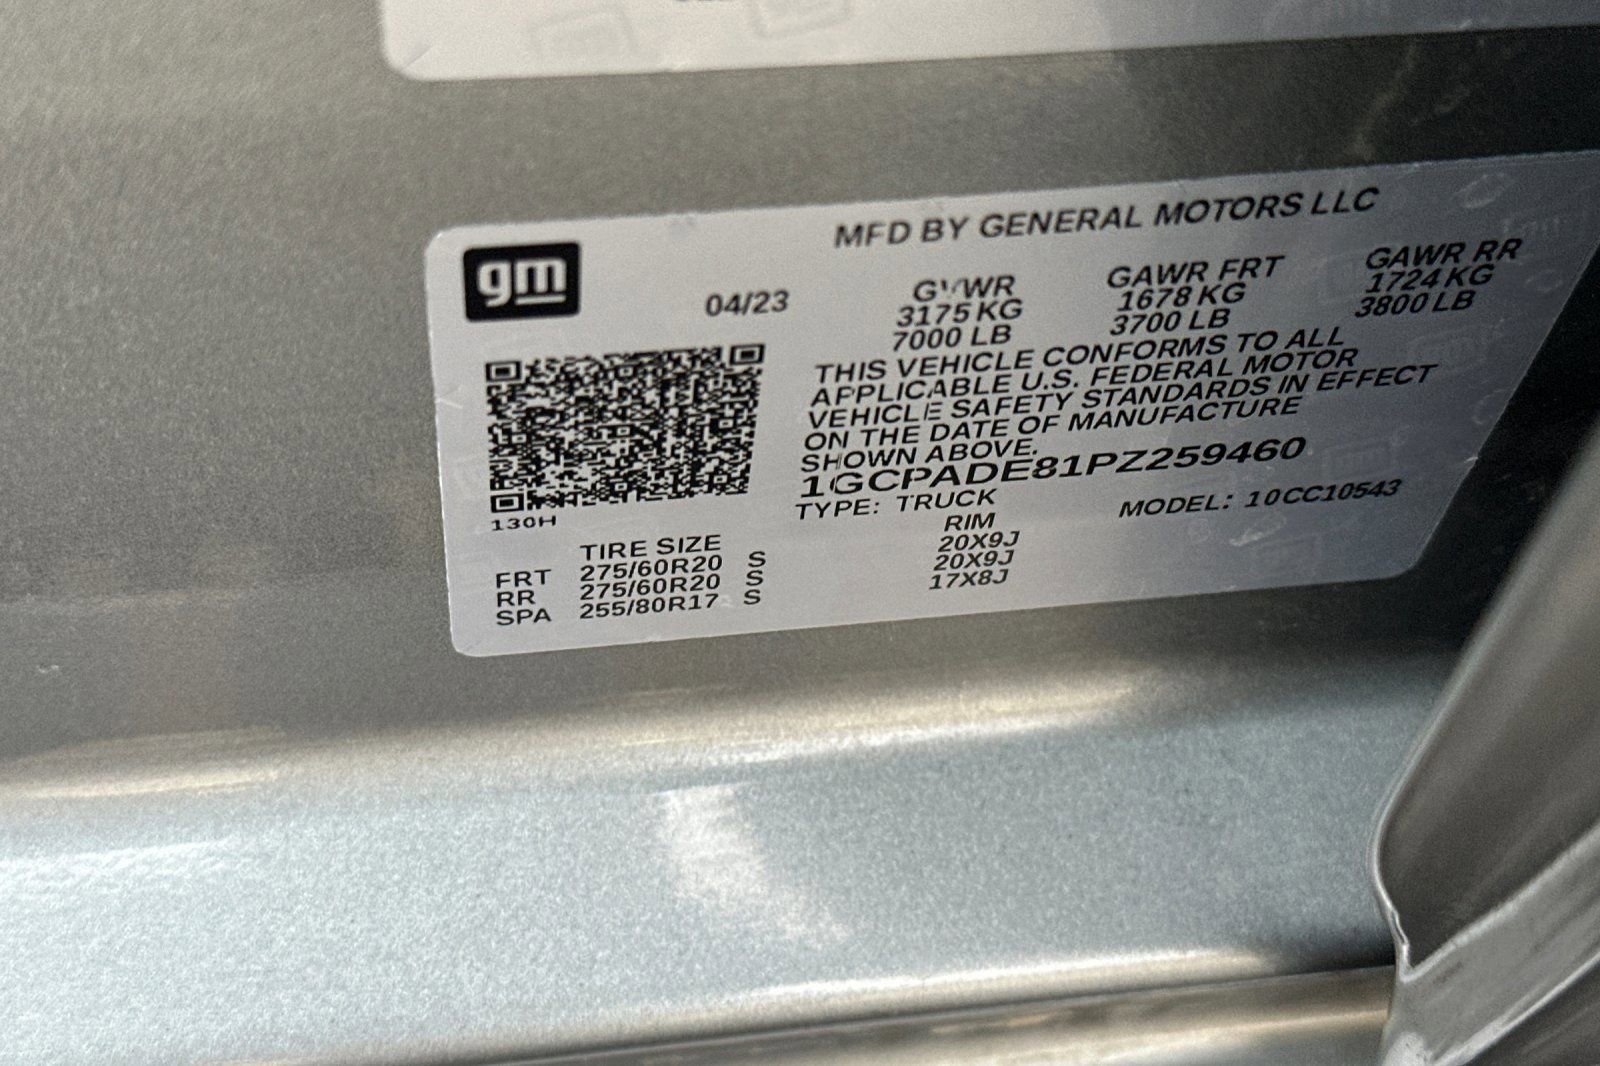 gm
MFD BY GENERAL MOTORS LLC
04/23
GVWR GAWR FRT GAWR RR
3175 KG 1678 KG 1724 KG
7000 LB 3700 LB 3800 LB
THIS VEHICLE CONFORMS TO ALL
APPLICABLE U.S. FEDERAL MOTOR
VEHICLE SAFETY STANDARDS IN EFFECT
ON THE DATE OF MANUFACTURE
SHOWN ABOVE.
1GCPADE81PZ259460
TYPE: TRUCK MODEL: 10CC10543
130H
TIRE SIZE RIM
FRT 275/60R20 S 20X9J
RR 275/60R20 S 20X9J
SPA 255/80R17 S 17X8J